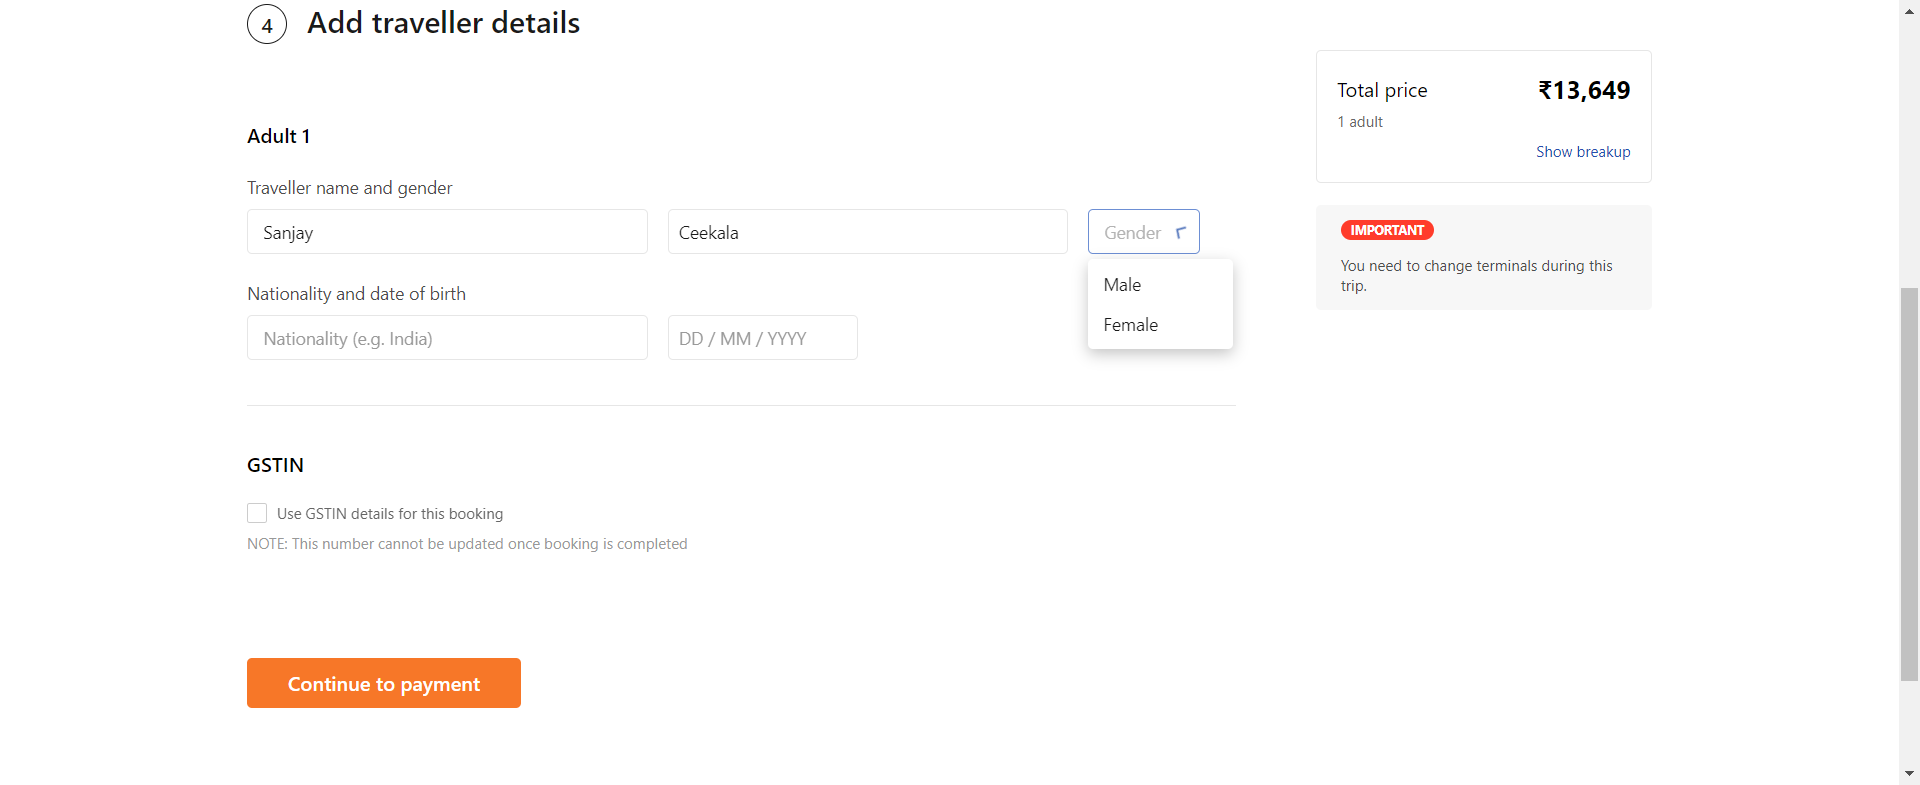 4 Add traveller details
Adult 1
Traveller name and gender
Sanjay Ceekala Gender
Male
Female
Nationality and date of birth
Nationality (e.g. India) DD / MM / YYYY
GSTIN
Use GSTIN details for this booking
NOTE: This number cannot be updated once booking is completed
Continue to payment
Total price ₹13,649
1 adult
Show breakup
IMPORTANT
You need to change terminals during this
trip.